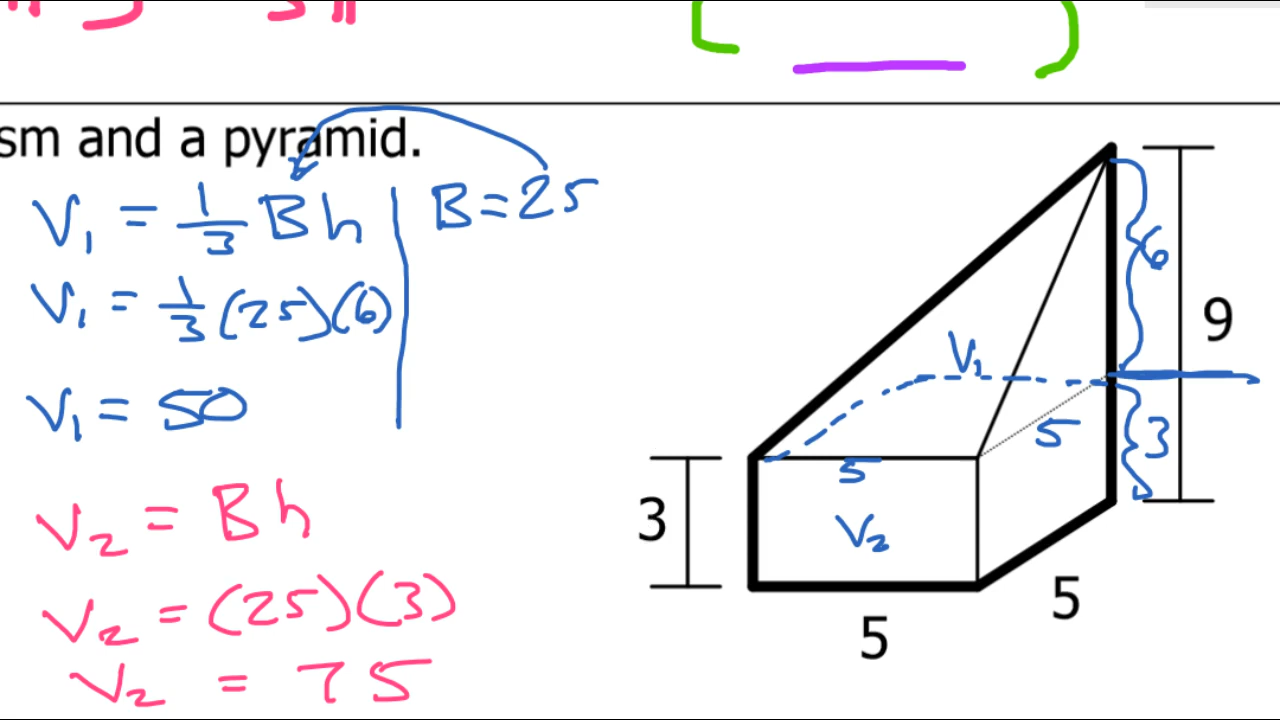 sm and a pyramid.
V₁ = 1/3 Bh | B = 25
V₁ = 1/3 (25)(6)
V₁ = 50
V₂ = Bh
V₂ = (25)(3)
V₂ = 75
6
9
V₁
5
3
5
3
V₂
5
5